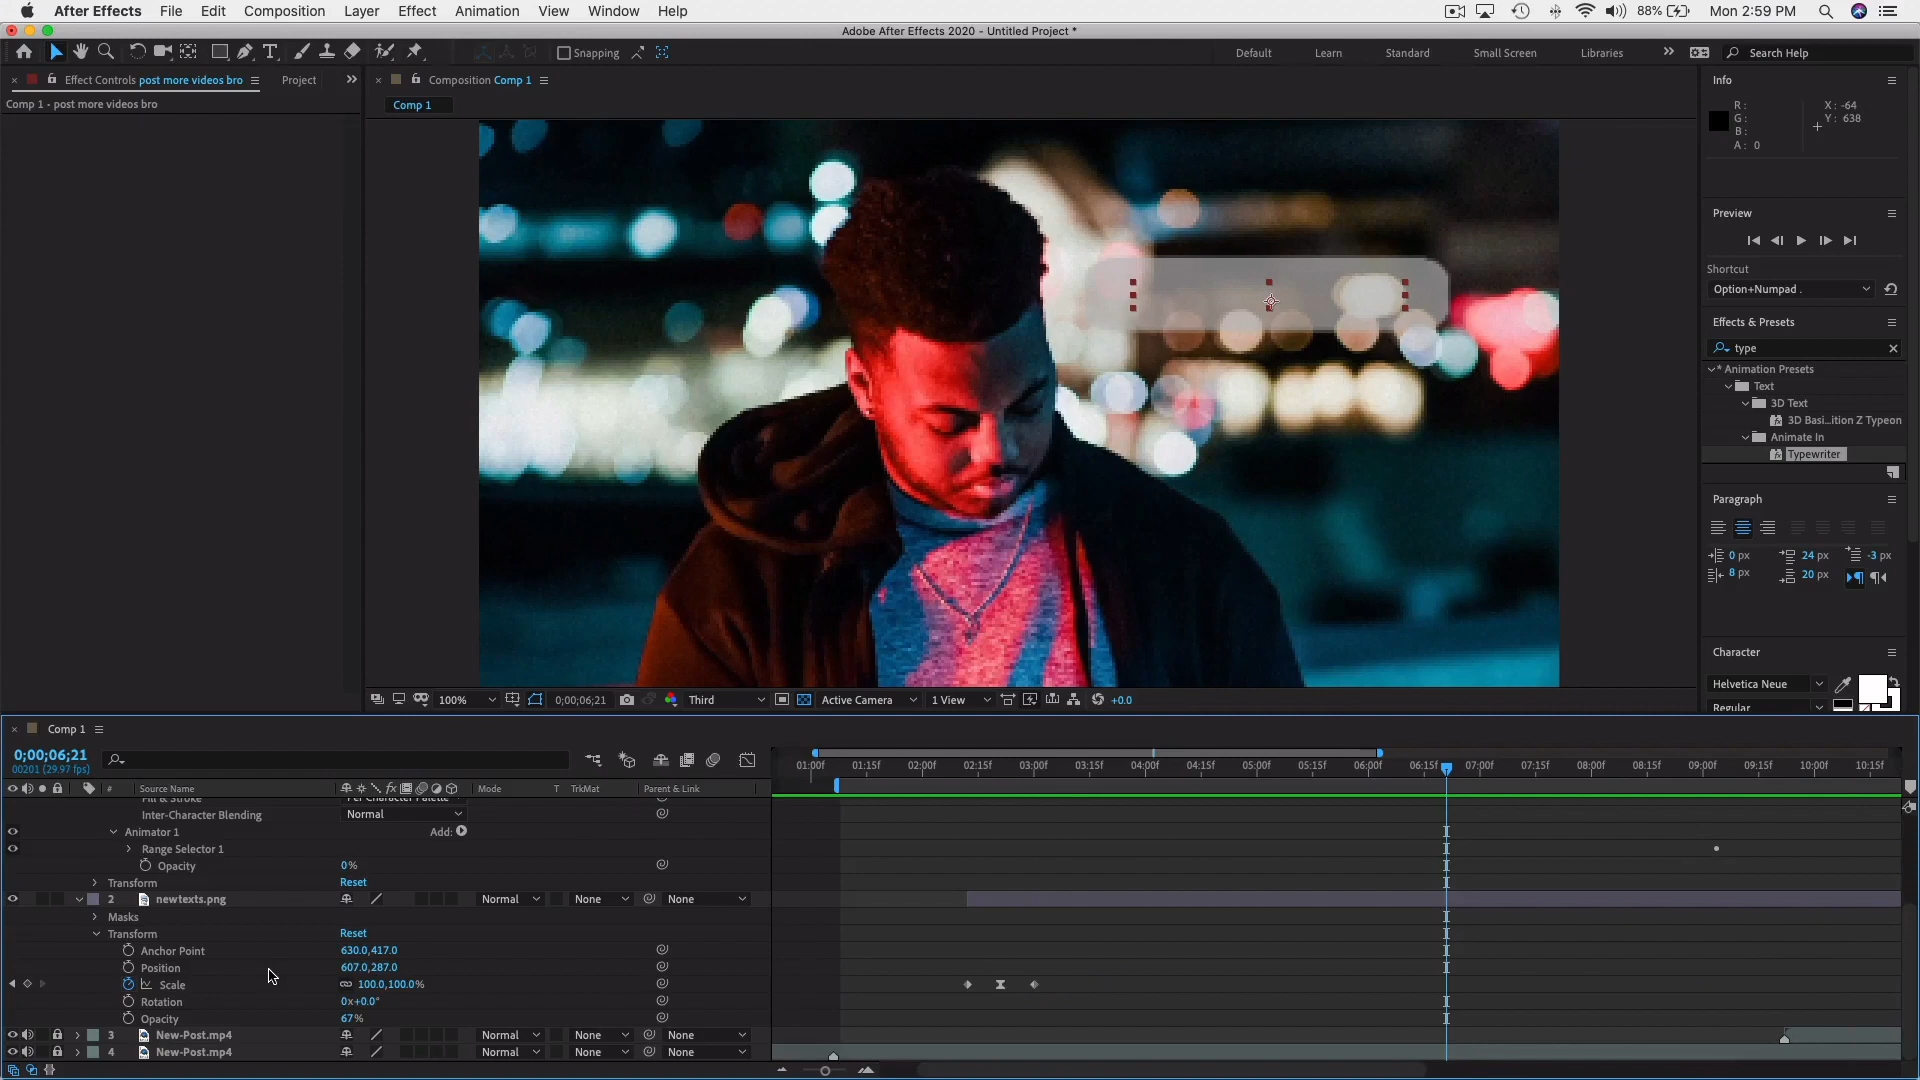 After Effects File Edit Composition Layer Effect Animation View Window Help 88% Mon 2:59 PM
Adobe After Effects 2020 - Untitled Project *
Snapping Default Learn Standard Small Screen Libraries Search Help
Effect Controls post more videos bro Project
Comp 1 - post more videos bro
Composition Comp 1
Comp 1
Info
R: X: -64
G: Y: 638
B:
A: 0
Preview
Shortcut
Option+Numpad .
Effects & Presets
type
* Animation Presets
Text
3D Text
3D Basi...ition Z Typeon
Animate In
Typewriter
Paragraph
0 px 24 px -3 px
8 px 20 px
Character
Helvetica Neue
Regular
100% 0;00;06;21 Third Active Camera 1 View +0.0
Comp 1
0;00;06;21
00201 (29.97 fps)
01:00f 01:15f 02:00f 02:15f 03:00f 03:15f 04:00f 04:15f 05:00f 05:15f 06:00f 06:15f 07:00f 07:15f 08:00f 08:15f 09:00f 09:15f 10:00f 10:15f
# Source Name Mode T TrkMat Parent & Link
Fill & Stroke Per Character Palette
Inter-Character Blending Normal
Animator 1 Add:
Range Selector 1
Opacity 0%
Transform Reset
2 newtexts.png Normal None None
Masks
Transform Reset
Anchor Point 630.0,417.0
Position 607.0,287.0
Scale 100.0,100.0%
Rotation 0x+0.0°
Opacity 67%
3 New-Post.mp4 Normal None None
4 New-Post.mp4 Normal None None